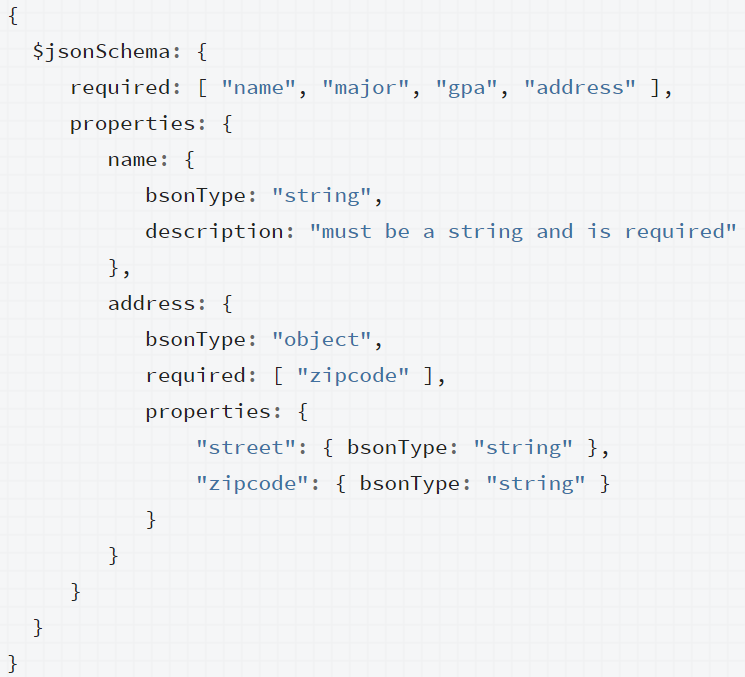 {
  $jsonSchema: {
     required: [ "name", "major", "gpa", "address" ],
     properties: {
        name: {
           bsonType: "string",
           description: "must be a string and is required"
        },
        address: {
           bsonType: "object",
           required: [ "zipcode" ],
           properties: {
               "street": { bsonType: "string" },
               "zipcode": { bsonType: "string" }
           }
        }
     }
  }
}